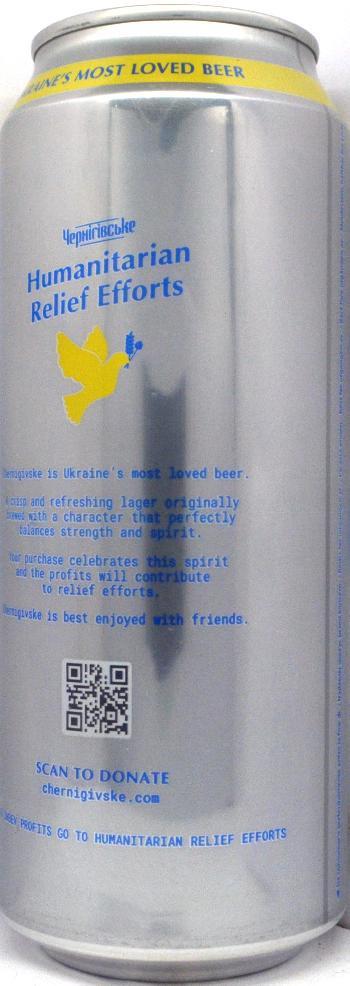 RAINE'S MOST LOVED BEER
Чернігівське
Humanitarian
Relief Efforts
Chernigivske is Ukraine's most loved beer.
A crisp and refreshing lager originally
brewed with a character that perfectly
balances strength and spirit.
Your purchase celebrates this spirit
and the profits will contribute
to relief efforts.
Chernigivske is best enjoyed with friends.
SCAN TO DONATE
chernigivske.com
PROFITS GO TO HUMANITARIAN RELIEF EFFORTS